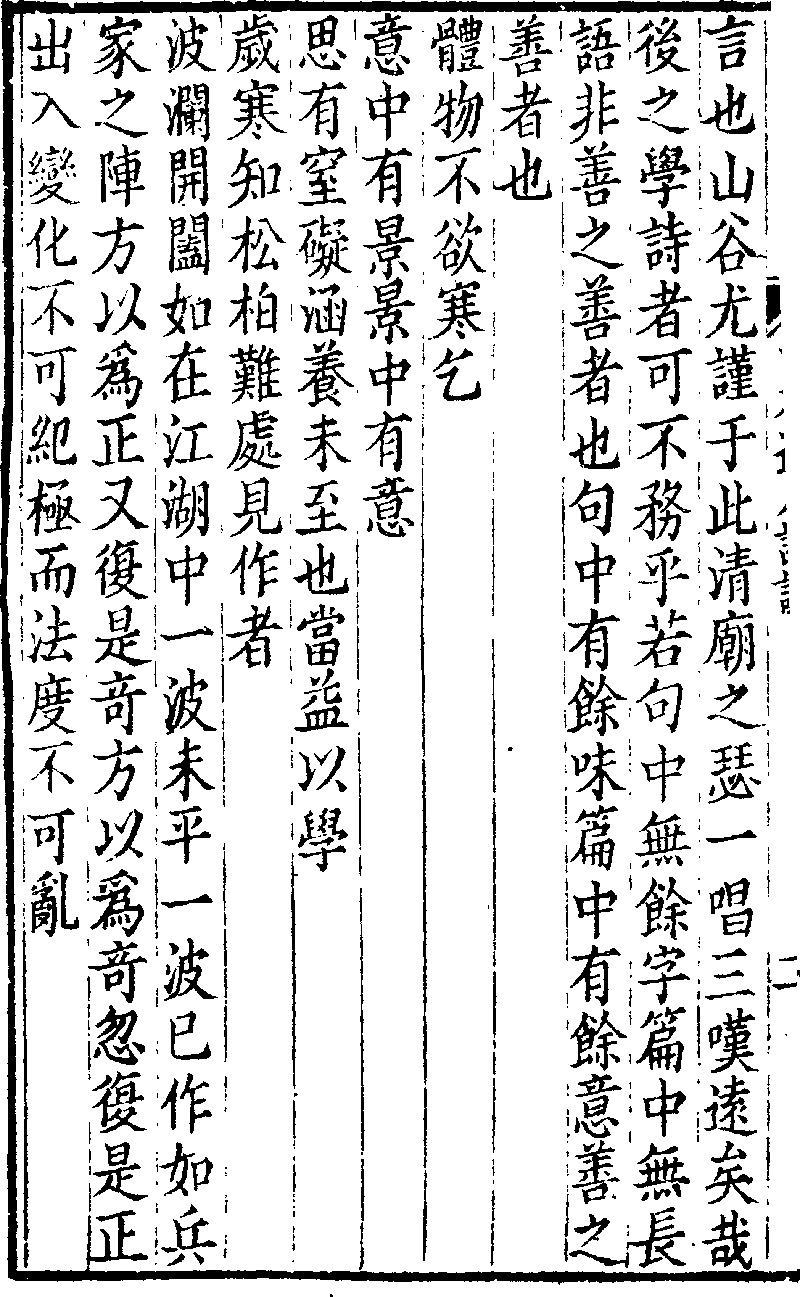 言也山谷尤謹于此清廟之瑟一唱三嘆遠矣哉
後之學詩者可不務乎若句中無餘字篇中無長
語非善之善者也句中有餘味篇中有餘意善之
善者也
體物不欲寒乞
意中有景景中有意
思有窒礙涵養未至也當益以學
歲寒知松柏難處見作者
波瀾開闔如在江湖中一波未平一波已作如兵
家之陣方以爲正又復是竒方以爲竒忽復是正
出入變化不可紀極而法度不可亂